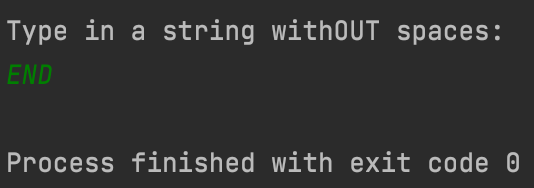 Type in a string withOUT spaces:
END
Process finished with exit code 0